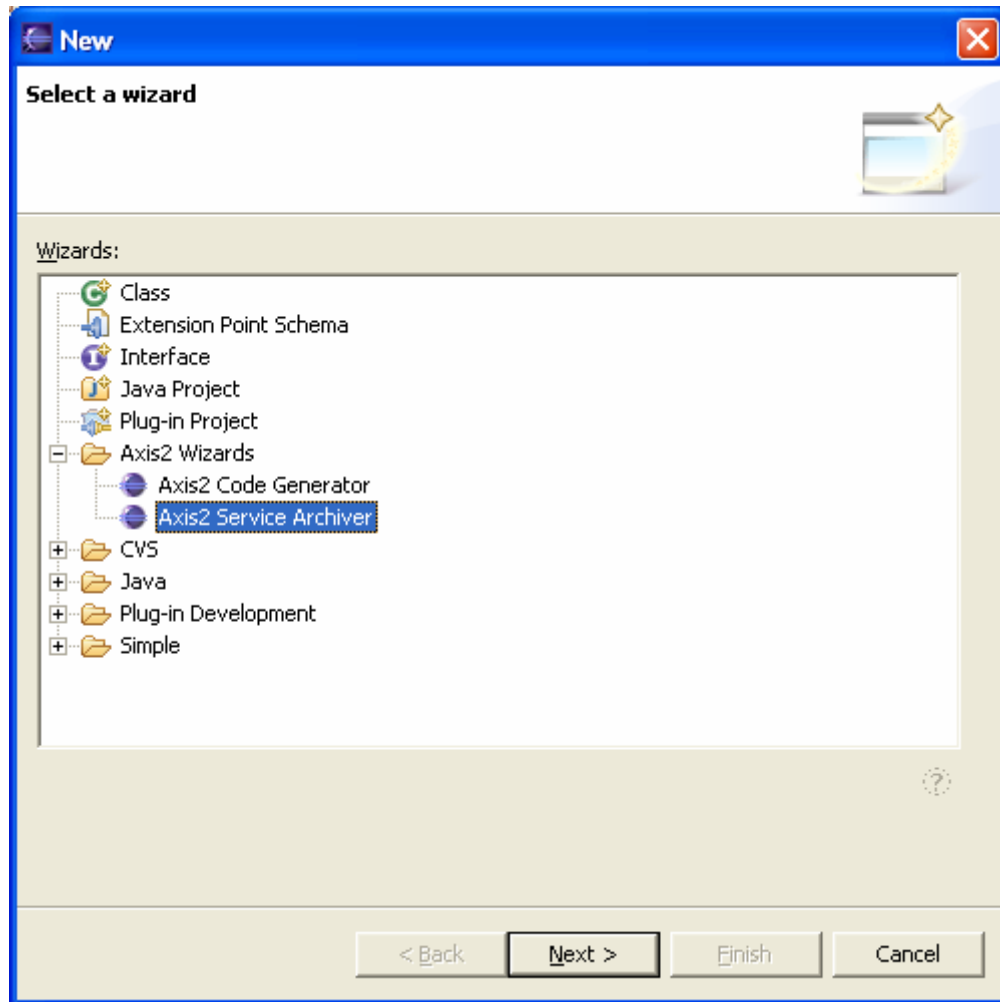 New
Select a wizard
Wizards:
Class
Extension Point Schema
Interface
Java Project
Plug-in Project
Axis2 Wizards
Axis2 Code Generator
Axis2 Service Archiver
CVS
Java
Plug-in Development
Simple
< Back Next > Finish Cancel